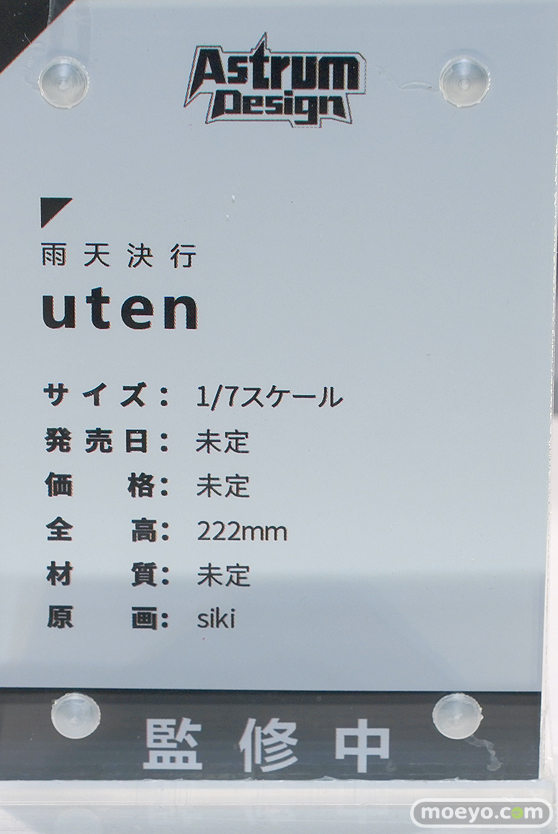 Astrum
Design
雨天決行
uten
サイズ： 1/7スケール
発売日： 未定
価格： 未定
全高： 222mm
材質： 未定
原画： siki
監修中
moeyo.com